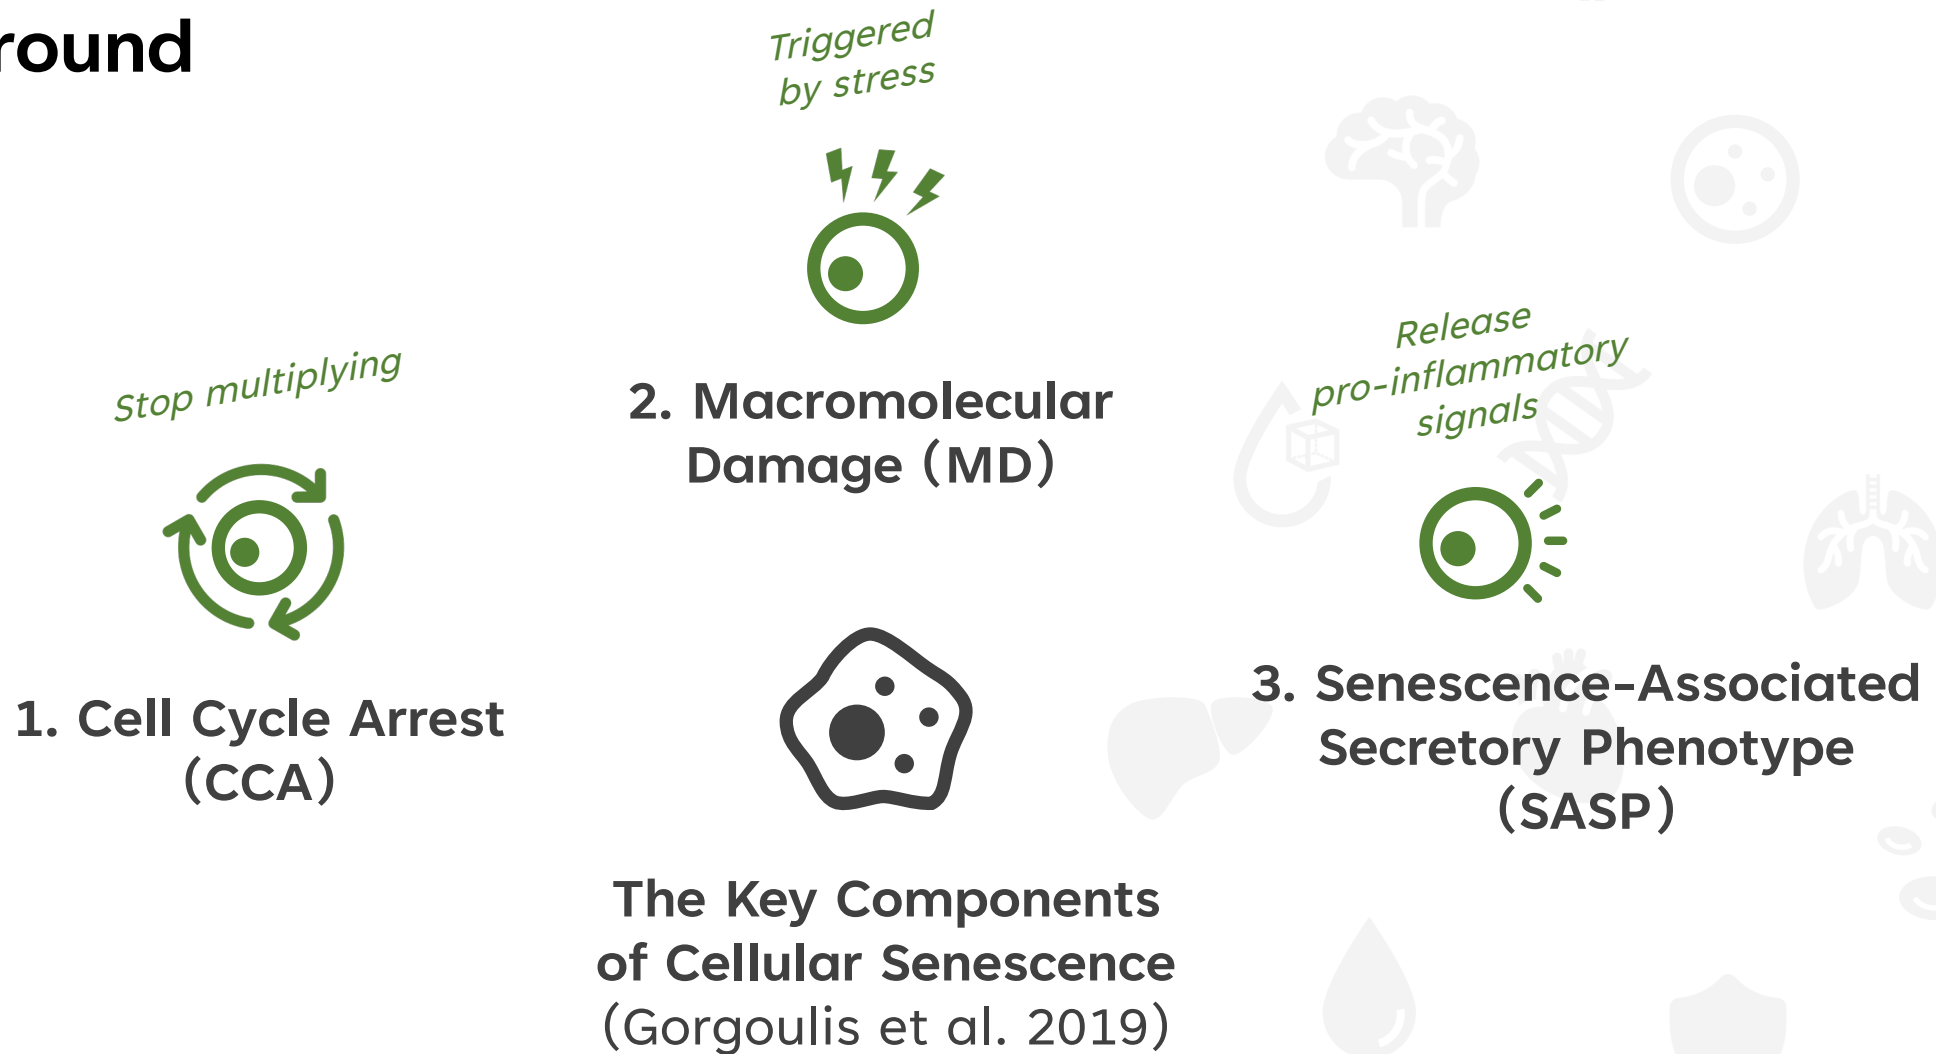 round
Stop multiplying
1. Cell Cycle Arrest
(CCA)
Triggered
by stress
2. Macromolecular
Damage (MD)
Release
pro-inflammatory
signals
3. Senescence-Associated
Secretory Phenotype
(SASP)
The Key Components
of Cellular Senescence
(Gorgoulis et al. 2019)